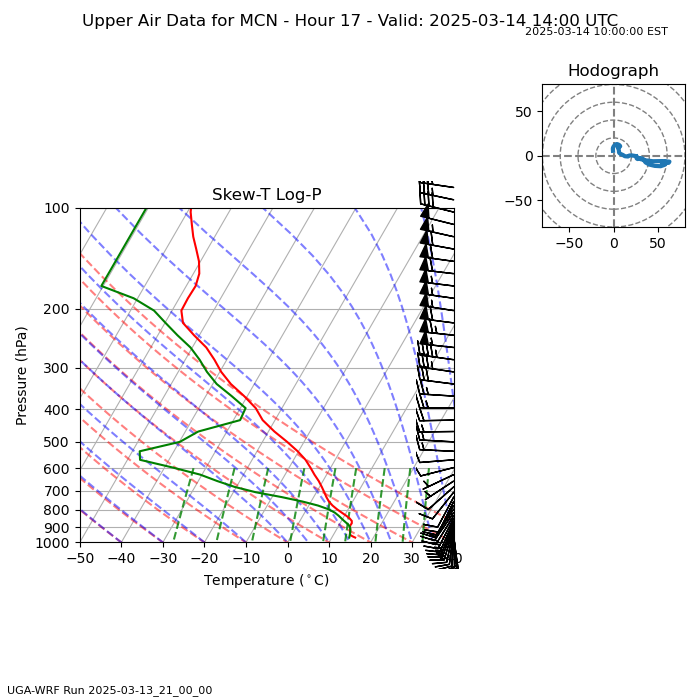 Upper Air Data for MCN - Hour 17 - Valid: 2025-03-14 14:00 UTC
2025-03-14 10:00:00 EST
Hodograph
50
0
−50
−50 0 50
Skew-T Log-P
100
200
300
400
500
600
700
800
900
1000
Pressure (hPa)
−50 −40 −30 −20 −10 0 10 20 30
Temperature (°C)
UGA-WRF Run 2025-03-13_21_00_00